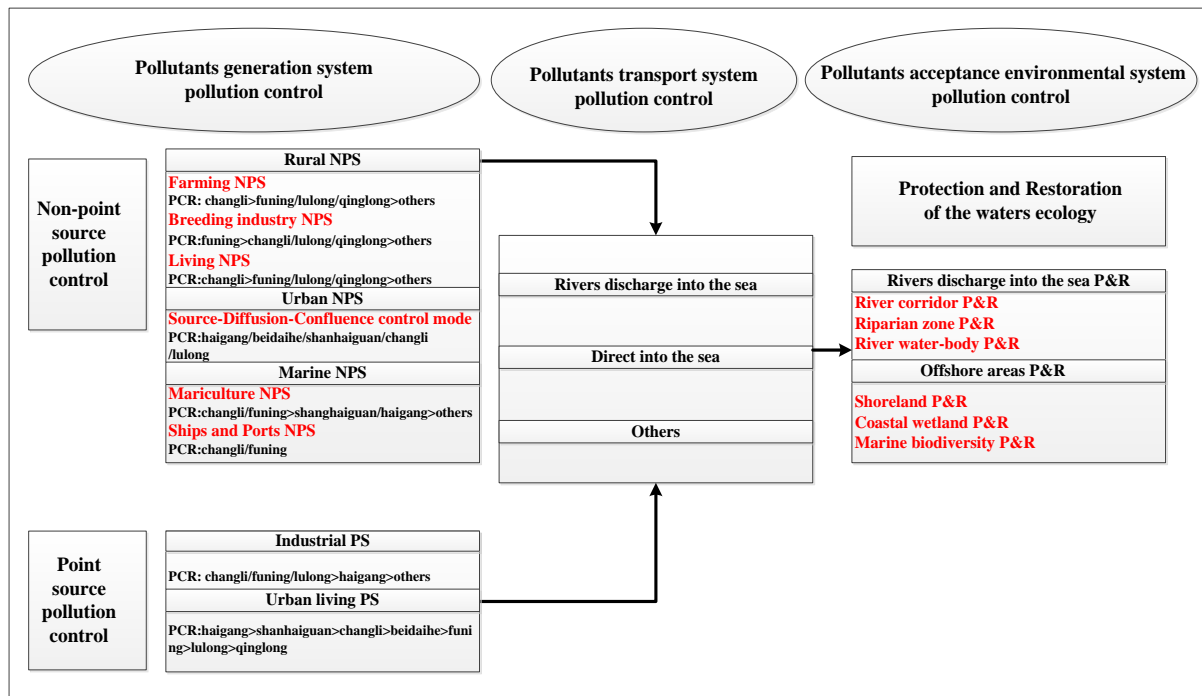 Pollutants generation system
pollution control
Pollutants transport system
pollution control
Pollutants acceptance environmental system
pollution control
Non-point
source
pollution
control
Rural NPS
Farming NPS
PCR: changli>funing/lulong/qinglong>others
Breeding industry NPS
PCR:funing>changli/lulong/qinglong>others
Living NPS
PCR:changli>funing/lulong/qinglong>others
Urban NPS
Source-Diffusion-Confluence control mode
PCR:haigang/beidaihe/shanhaiguan/changli
/lulong
Marine NPS
Mariculture NPS
PCR:changli/funing>shanghaiguan/haigang>others
Ships and Ports NPS
PCR:changli/funing
Point
source
pollution
control
Industrial PS
PCR: changli/funing/lulong>haigang>others
Urban living PS
PCR:haigang>shanhaiguan>changli>beidaihe>funi
ng>lulong>qinglong
Rivers discharge into the sea
Direct into the sea
Others
Protection and Restoration
of the waters ecology
Rivers discharge into the sea P&R
River corridor P&R
Riparian zone P&R
River water-body P&R
Offshore areas P&R
Shoreland P&R
Coastal wetland P&R
Marine biodiversity P&R